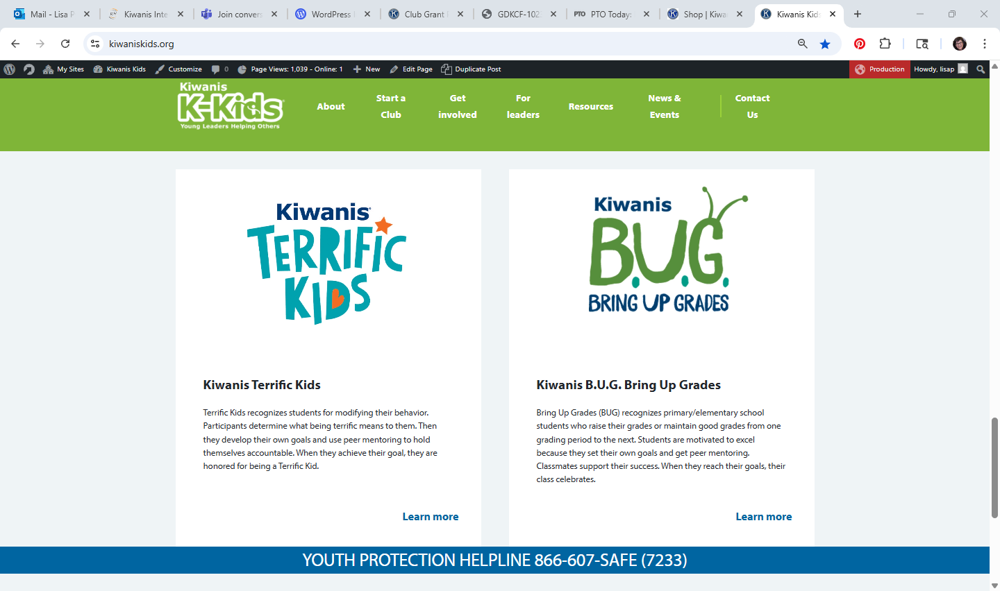 Mail - Lisa P
Kiwanis Inte
Join convers
WordPress
Club Grant
GDKCF-102
PTO PTO Today:
Shop | Kiwa
Kiwanis Kids
kiwaniskids.org
My Sites
Kiwanis Kids
Customize
0
Page Views: 1,039 - Online: 1
New
Edit Page
Duplicate Post
Production
Howdy, lisap
Kiwanis
K-Kids
Young Leaders Helping Others
About
Start a
Club
Get
involved
For
leaders
Resources
News &
Events
Contact
Us
Kiwanis®
TERRIFIC
KIDS
Kiwanis
B.U.G.
BRING UP GRADES
Kiwanis Terrific Kids
Terrific Kids recognizes students for modifying their behavior.
Participants determine what being terrific means to them. Then
they develop their own goals and use peer mentoring to hold
themselves accountable. When they achieve their goal, they are
honored for being a Terrific Kid.
Learn more
Kiwanis B.U.G. Bring Up Grades
Bring Up Grades (BUG) recognizes primary/elementary school
students who raise their grades or maintain good grades from one
grading period to the next. Students are motivated to excel
because they set their own goals and get peer mentoring.
Classmates support their success. When they reach their goals, their
class celebrates.
Learn more
YOUTH PROTECTION HELPLINE 866-607-SAFE (7233)